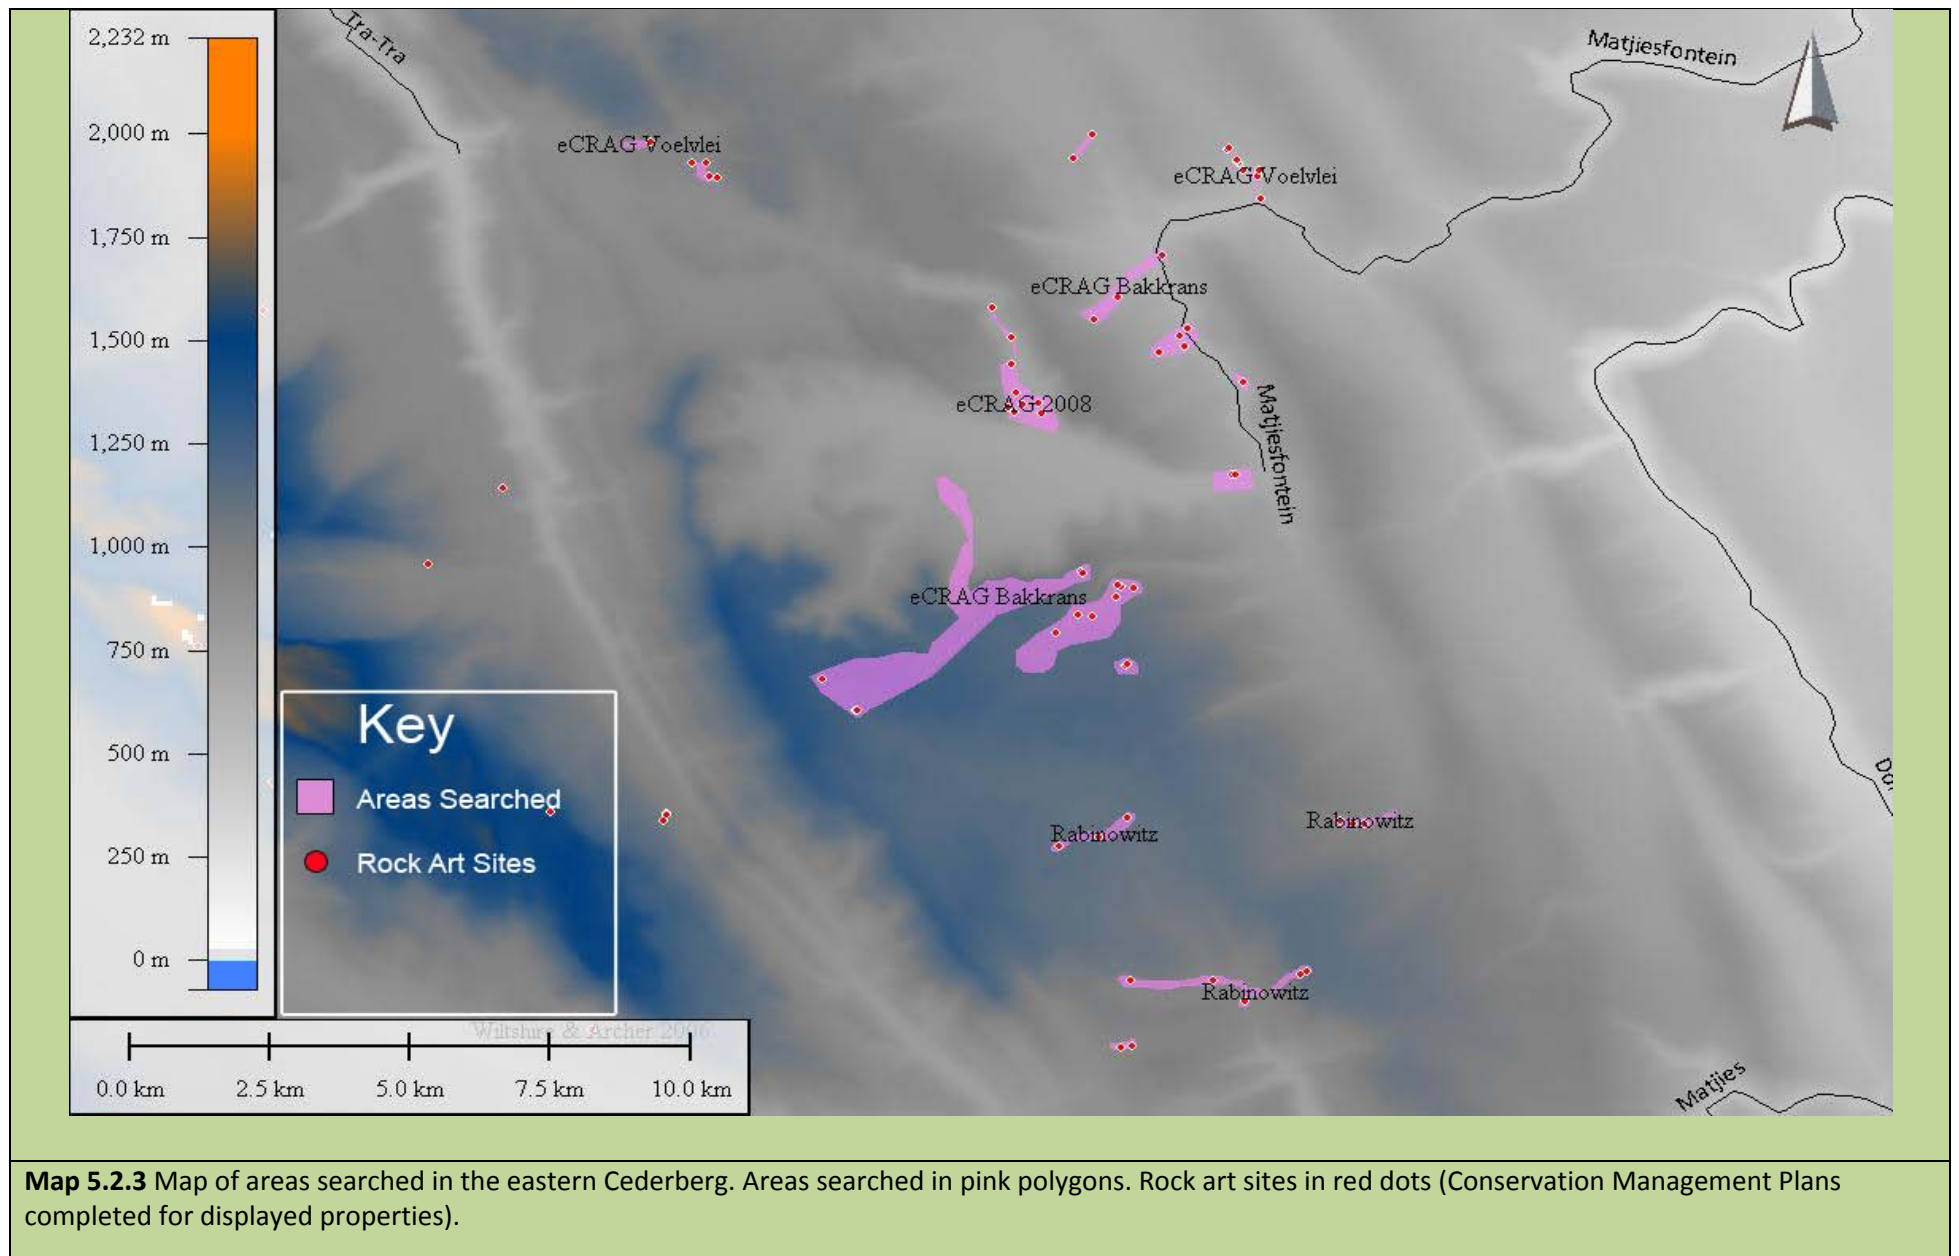 2,232 m
2,000 m
1,750 m
1,500 m
1,250 m
1,000 m
750 m
500 m
250 m
0 m
Tra-Tra
Matjiesfontein
eCRAG Voelvlei
eCRAG Voelvlei
eCRAG Bakkrans
eCRAG 2008
Matjiesfontein
eCRAG Bakkrans
Key
Areas Searched
Rock Art Sites
Rabinowitz
Rabinowitz
Rabinowitz
Do
Matjies
Wiltshire & Archer 2006
0.0 km 2.5 km 5.0 km 7.5 km 10.0 km
Map 5.2.3 Map of areas searched in the eastern Cederberg. Areas searched in pink polygons. Rock art sites in red dots (Conservation Management Plans
completed for displayed properties).